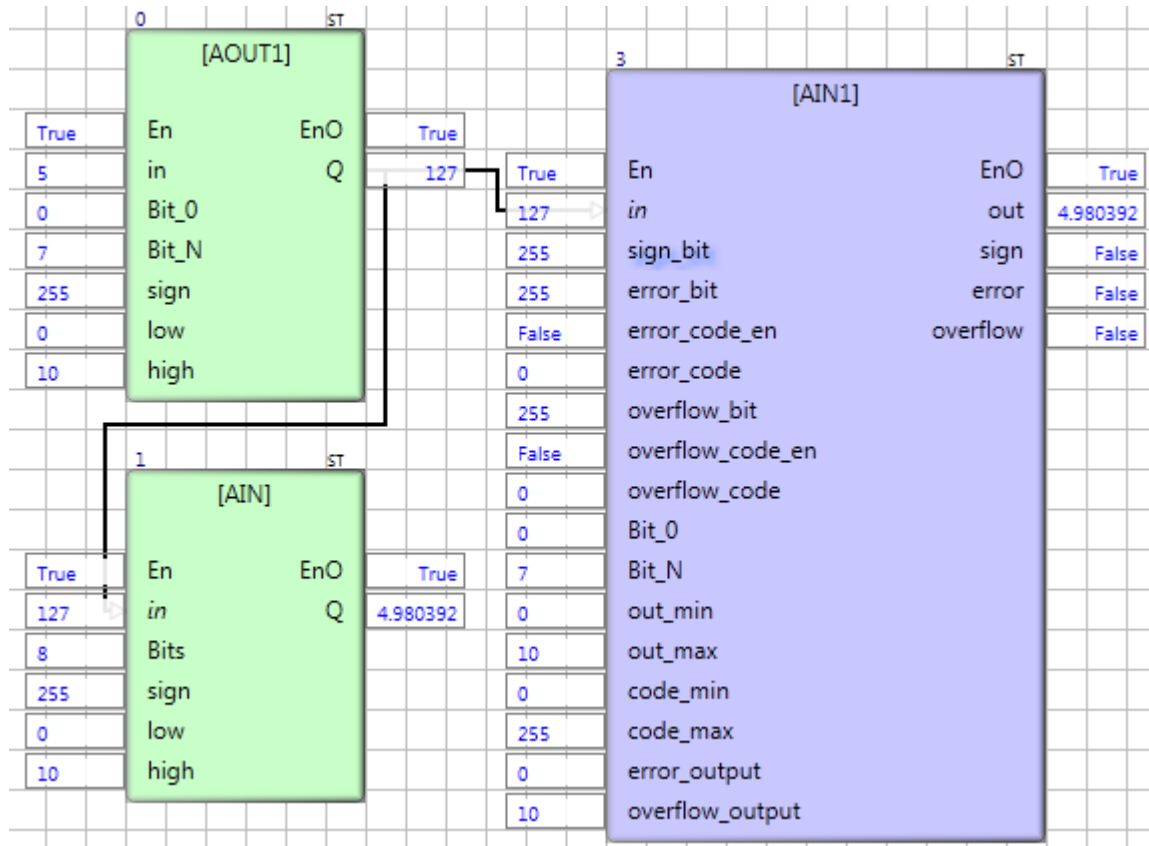 0 ST
[AOUT1]
True En EnO True
5 in Q 127
0 Bit_0
7 Bit_N
255 sign
0 low
10 high
1 ST
[AIN]
True En EnO True
127 in Q 4.980392
8 Bits
255 sign
0 low
10 high
3 ST
[AIN1]
True En EnO True
127 in out 4.980392
255 sign_bit sign False
255 error_bit error False
False error_code_en overflow False
0 error_code
255 overflow_bit
False overflow_code_en
0 overflow_code
0 Bit_0
7 Bit_N
0 out_min
10 out_max
0 code_min
255 code_max
0 error_output
10 overflow_output